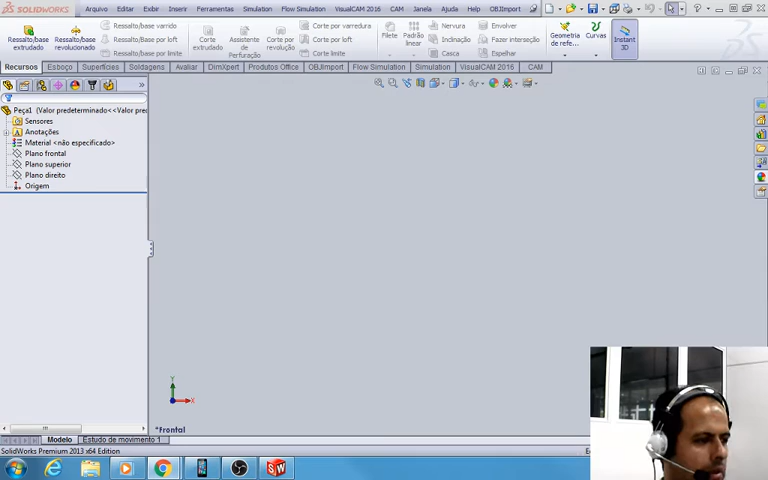 SOLIDWORKS Arquivo Editar Exibir Inserir Ferramentas Simulation Flow Simulation VisualCAM 2016 CAM Janela Ajuda Help OBJImport
Ressalto/base extrudado
Ressalto/base revolucionado
Ressalto/base varrido
Ressalto/base por loft
Ressalto/base por limite
Corte extrudado
Assistente de Perfuração
Corte por revolução
Corte por varredura
Corte por loft
Corte limite
Filete
Padrão linear
Nervura
Inclinação
Casca
Envolver
Fazer interseção
Espelhar
Geometria de refe...
Curvas
Instant 3D
Recursos Esboço Superfícies Soldagens Avaliar DimXpert Produtos Office OBJImport Flow Simulation Simulation VisualCAM 2016 CAM
Peça1 (Valor predeterminado<<Valor pred
Sensores
Anotações
Material <não especificado>
Plano frontal
Plano superior
Plano direito
Origem
Y
X
*Frontal
Modelo Estudo de movimento 1
SolidWorks Premium 2013 x64 Edition